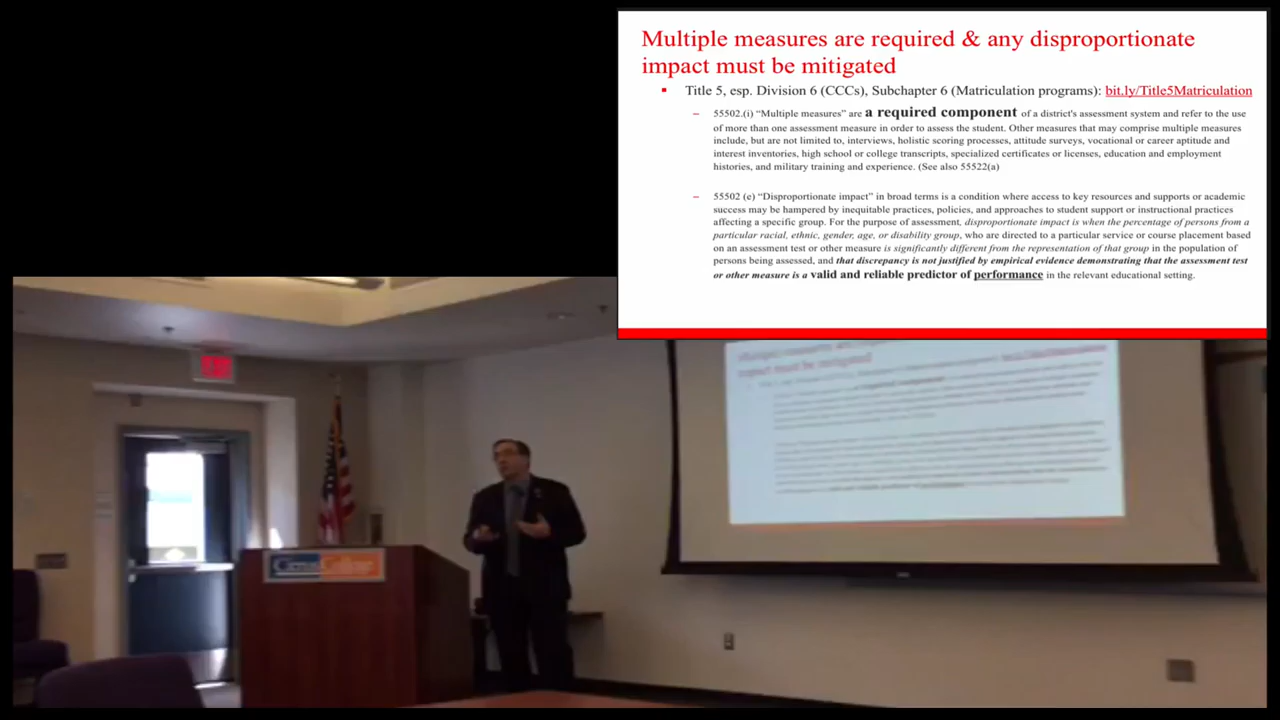 Multiple measures are required & any disproportionate
impact must be mitigated
Title 5, esp. Division 6 (CCCs), Subchapter 6 (Matriculation programs): bit.ly/Title5Matriculation
– 55502.(i) “Multiple measures” are a required component of a district's assessment system and refer to the use
of more than one assessment measure in order to assess the student. Other measures that may comprise multiple measures
include, but are not limited to, interviews, holistic scoring processes, attitude surveys, vocational or career aptitude and
interest inventories, high school or college transcripts, specialized certificates or licenses, education and employment
histories, and military training and experience. (See also 55522(a)
– 55502 (e) “Disproportionate impact” in broad terms is a condition where access to key resources and supports or academic
success may be hampered by inequitable practices, policies, and approaches to student support or instructional practices
affecting a specific group. For the purpose of assessment, disproportionate impact is when the percentage of persons from a
particular racial, ethnic, gender, age, or disability group, who are directed to a particular service or course placement based
on an assessment test or other measure is significantly different from the representation of that group in the population of
persons being assessed, and that discrepancy is not justified by empirical evidence demonstrating that the assessment test
or other measure is a valid and reliable predictor of performance in the relevant educational setting.
impact must be mitigated
Citrus College